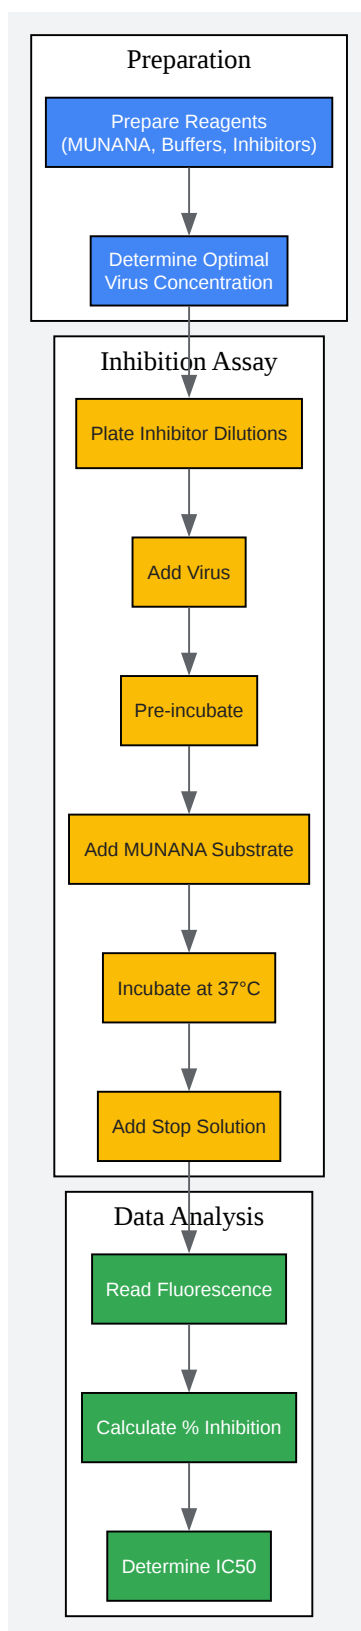 Preparation
Prepare Reagents
(MUNANA, Buffers, Inhibitors)
Determine Optimal
Virus Concentration
Inhibition Assay
Plate Inhibitor Dilutions
Add Virus
Pre-incubate
Add MUNANA Substrate
Incubate at 37°C
Add Stop Solution
Data Analysis
Read Fluorescence
Calculate % Inhibition
Determine IC50